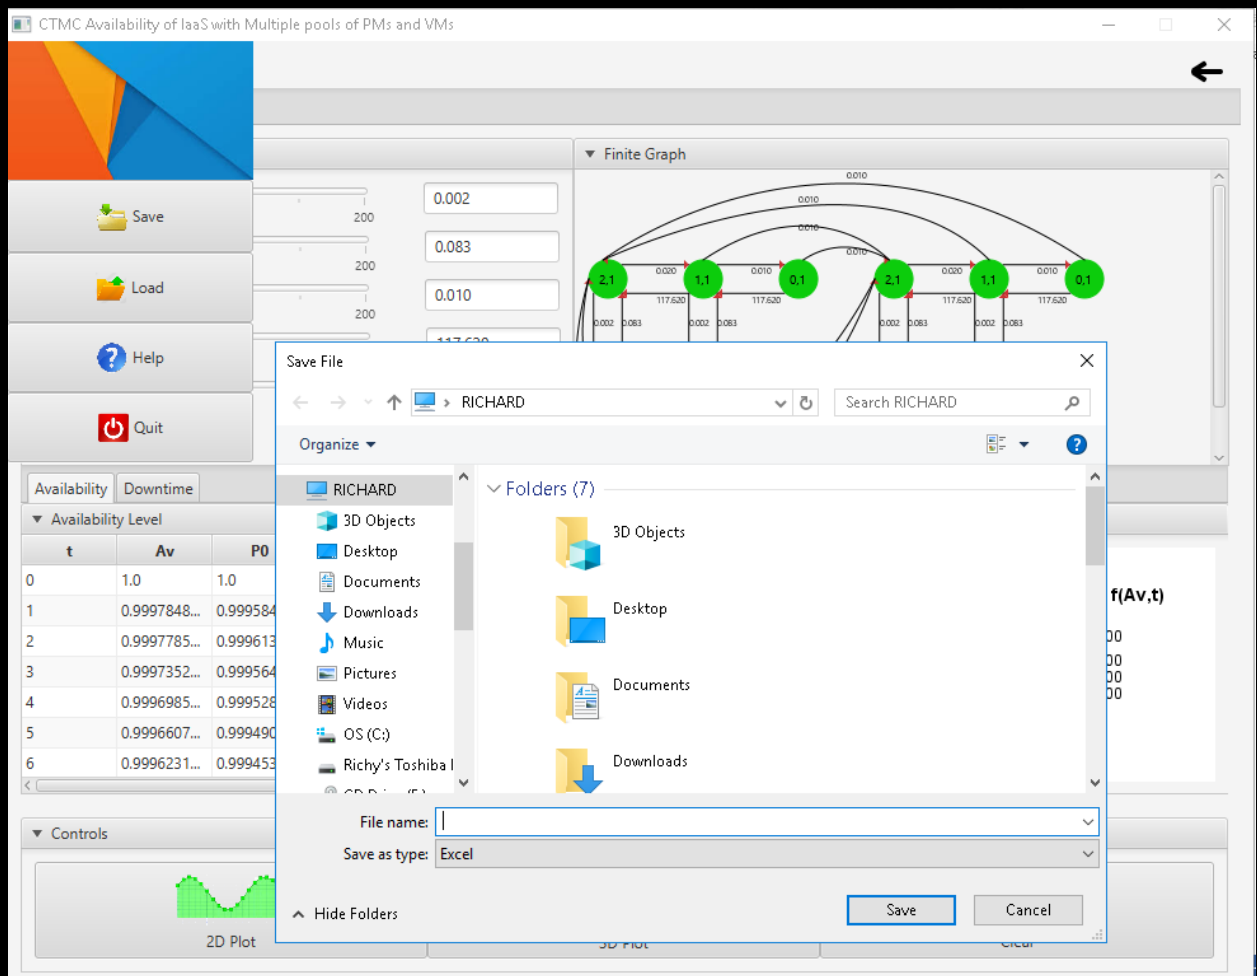 CTMC Availability of IaaS with Multiple pools of PMs and VMs
Save
Load
Help
Quit
200
200
200
0.002
0.083
0.010
Finite Graph
0.010
0.010
0.010
0.010
2,1
0.020
1,1
0.010
0,1
2,1
0.020
1,1
0.010
0,1
117.620
117.620
117.620
117.620
0.002
0.083
0.002
0.083
0.002
0.083
0.002
0.083
Save File
RICHARD
Search RICHARD
Organize
RICHARD
3D Objects
Desktop
Documents
Downloads
Music
Pictures
Videos
OS (C:)
Richy's Toshiba
Folders (7)
3D Objects
Desktop
Documents
Downloads
File name:
Save as type: Excel
Hide Folders
Save
Cancel
Availability
Downtime
Availability Level
t Av P0
0 1.0 1.0
1 0.9997848... 0.999584
2 0.9997785... 0.999613
3 0.9997352... 0.999564
4 0.9996985... 0.999528
5 0.9996607... 0.999490
6 0.9996231... 0.999453
f(Av,t)
Controls
2D Plot